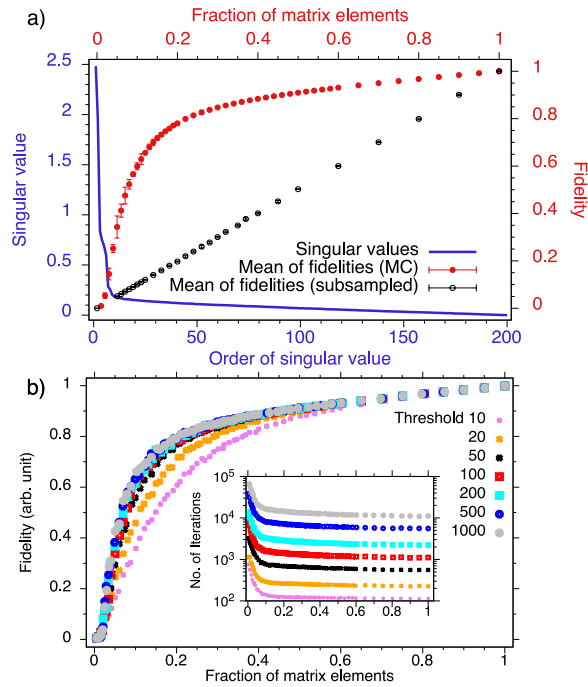 a)
Fraction of matrix elements
0 0.2 0.4 0.6 0.8 1
2.5
2
1.5
1
0.5
0
Singular value
1
0.8
0.6
0.4
0.2
0
Fidelity
Singular values
Mean of fidelities (MC)
Mean of fidelities (subsampled)
0 50 100 150 200
Order of singular value
b)
1
0.8
0.6
0.4
0.2
0
Fidelity (arb. unit)
Threshold 10
20
50
100
200
500
1000
No. of Iterations
10^5
10^4
10^3
10^2
0 0.2 0.4 0.6 0.8 1
0 0.2 0.4 0.6 0.8 1
Fraction of matrix elements